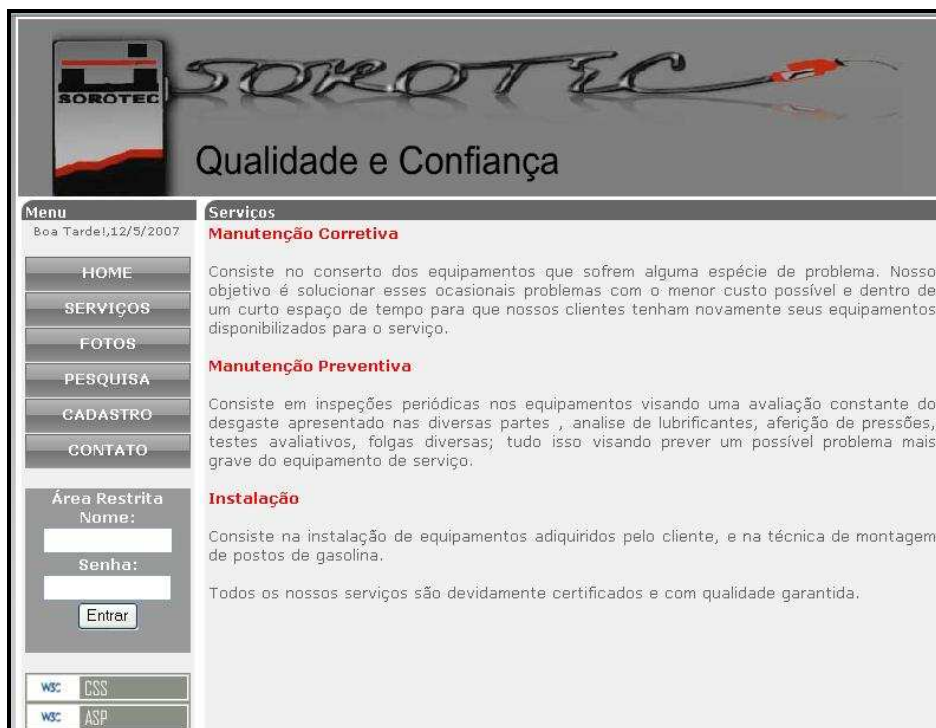 SOROTEC
SOROTEC
Qualidade e Confiança
Menu
Boa Tarde!,12/5/2007
HOME
SERVIÇOS
FOTOS
PESQUISA
CADASTRO
CONTATO
Área Restrita
Nome:
Senha:
Entrar
W3C CSS
W3C ASP
Serviços
Manutenção Corretiva
Consiste no conserto dos equipamentos que sofrem alguma espécie de problema. Nosso
objetivo é solucionar esses ocasionais problemas com o menor custo possível e dentro de
um curto espaço de tempo para que nossos clientes tenham novamente seus equipamentos
disponibilizados para o serviço.
Manutenção Preventiva
Consiste em inspeções periódicas nos equipamentos visando uma avaliação constante do
desgaste apresentado nas diversas partes , analise de lubrificantes, aferição de pressões,
testes avaliativos, folgas diversas; tudo isso visando prever um possível problema mais
grave do equipamento de serviço.
Instalação
Consiste na instalação de equipamentos adiquiridos pelo cliente, e na técnica de montagem
de postos de gasolina.
Todos os nossos serviços são devidamente certificados e com qualidade garantida.